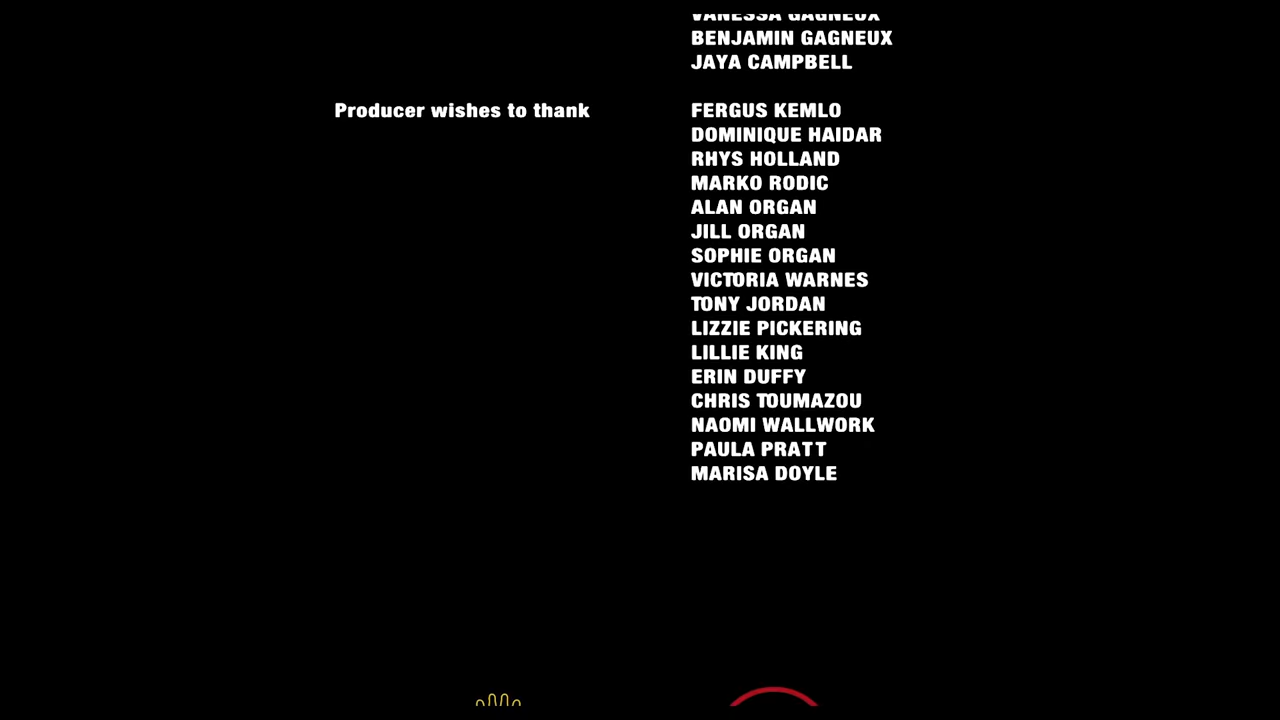 VANESSA GAGNEUX
BENJAMIN GAGNEUX
JAYA CAMPBELL
Producer wishes to thank FERGUS KEMLO
DOMINIQUE HAIDAR
RHYS HOLLAND
MARKO RODIC
ALAN ORGAN
JILL ORGAN
SOPHIE ORGAN
VICTORIA WARNES
TONY JORDAN
LIZZIE PICKERING
LILLIE KING
ERIN DUFFY
CHRIS TOUMAZOU
NAOMI WALLWORK
PAULA PRATT
MARISA DOYLE